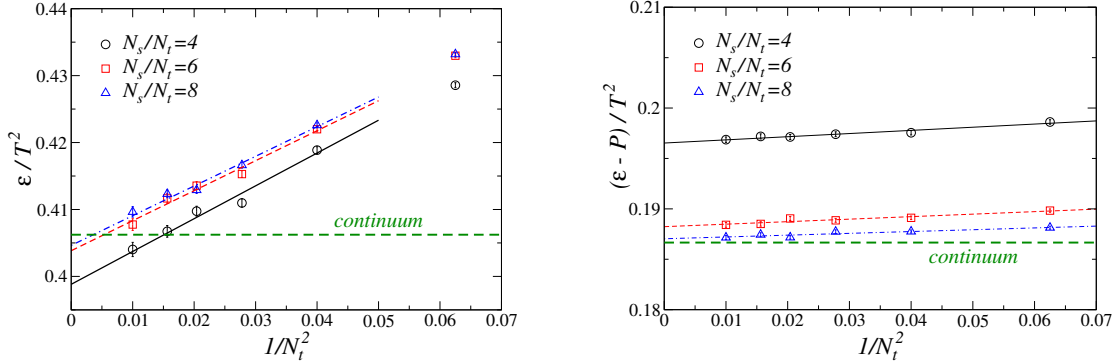 0.44
0.43
0.42
0.41
0.4
ε / T²
N_s/N_t=4
N_s/N_t=6
N_s/N_t=8
continuum
0 0.01 0.02 0.03 0.04 0.05 0.06 0.07
1/N_t²
0.21
0.2
0.19
0.18
(ε - P) / T²
N_s/N_t=4
N_s/N_t=6
N_s/N_t=8
continuum
0 0.01 0.02 0.03 0.04 0.05 0.06 0.07
1/N_t²